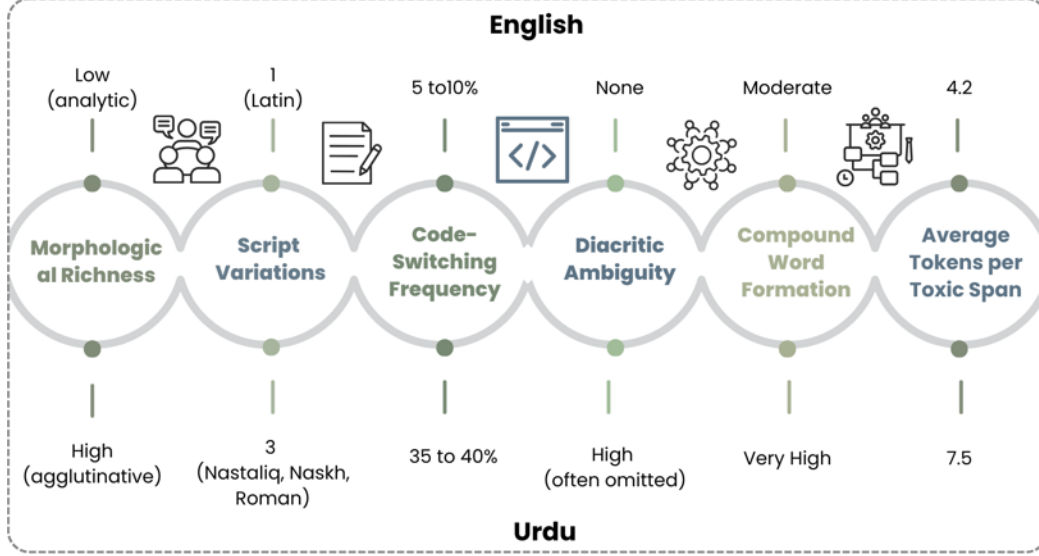 English
Low
(analytic)
1
(Latin)
5 to10%
None
Moderate
4.2
</>
Morphologic
al Richness
Script
Variations
Code-
Switching
Frequency
Diacritic
Ambiguity
Compound
Word
Formation
Average
Tokens per
Toxic Span
High
(agglutinative)
3
(Nastaliq, Naskh,
Roman)
35 to 40%
High
(often omitted)
Very High
7.5
Urdu